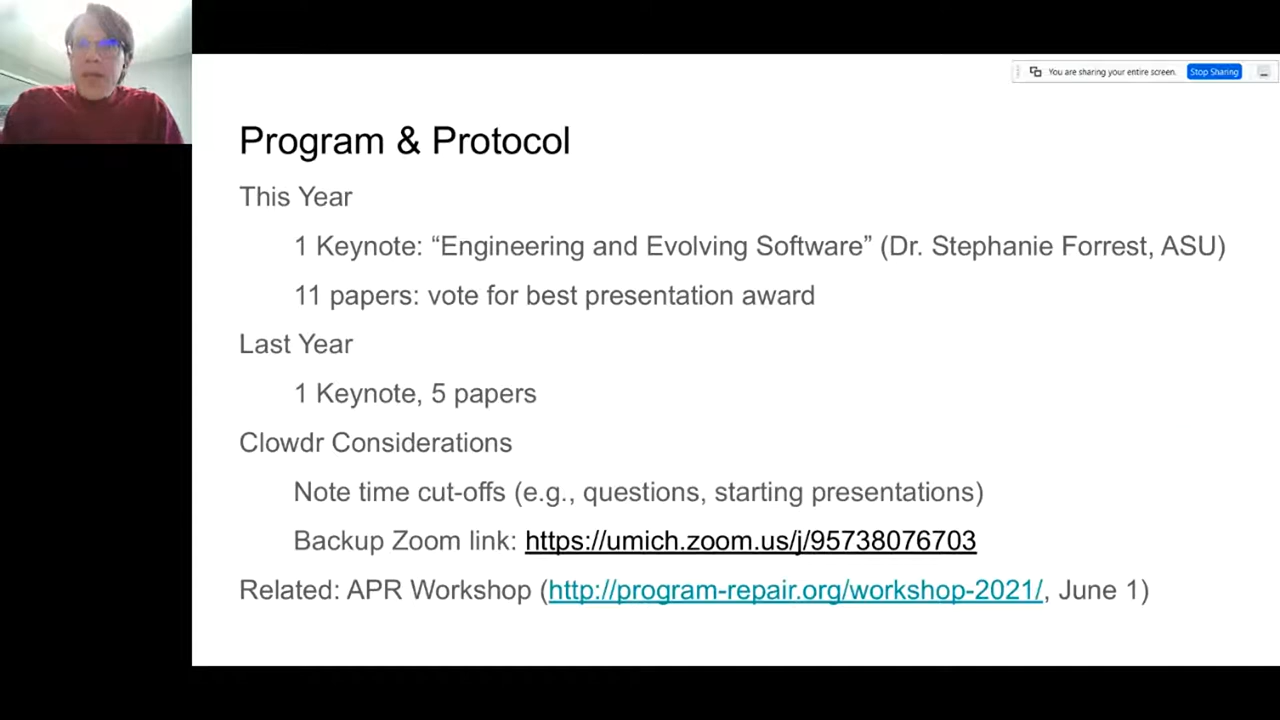 You are sharing your entire screen. Stop Sharing
Program & Protocol
This Year
1 Keynote: “Engineering and Evolving Software” (Dr. Stephanie Forrest, ASU)
11 papers: vote for best presentation award
Last Year
1 Keynote, 5 papers
Clowdr Considerations
Note time cut-offs (e.g., questions, starting presentations)
Backup Zoom link: https://umich.zoom.us/j/95738076703
Related: APR Workshop (http://program-repair.org/workshop-2021/, June 1)